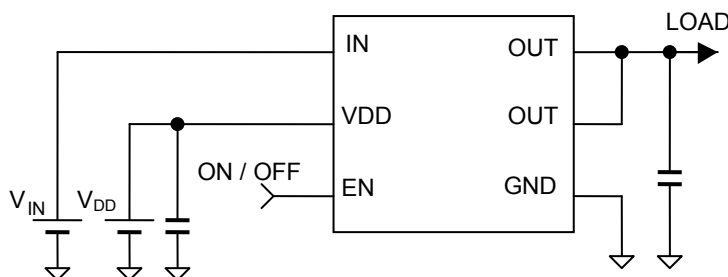 LOAD
IN
OUT
VDD
OUT
ON / OFF
EN
GND
VIN
VDD